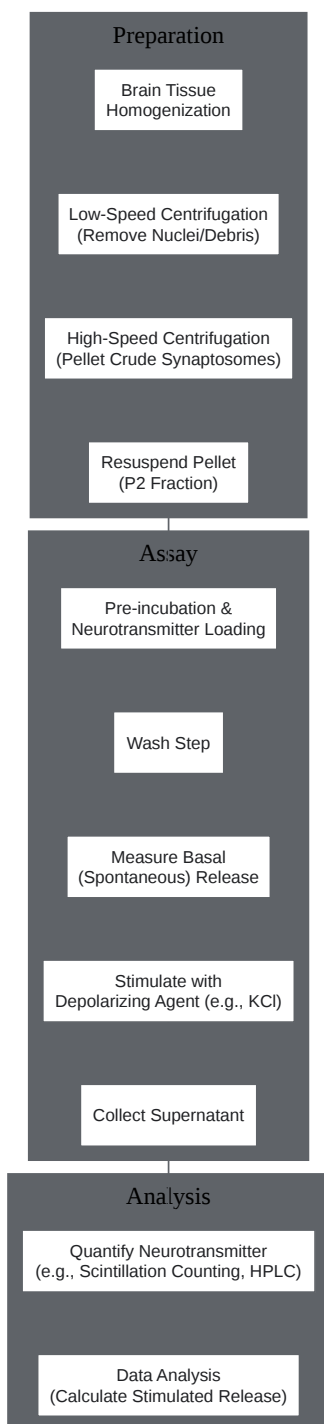 Preparation
Brain Tissue
Homogenization
Low-Speed Centrifugation
(Remove Nuclei/Debris)
High-Speed Centrifugation
(Pellet Crude Synaptosomes)
Resuspend Pellet
(P2 Fraction)
Assay
Pre-incubation &
Neurotransmitter Loading
Wash Step
Measure Basal
(Spontaneous) Release
Stimulate with
Depolarizing Agent (e.g., KCl)
Collect Supernatant
Analysis
Quantify Neurotransmitter
(e.g., Scintillation Counting, HPLC)
Data Analysis
(Calculate Stimulated Release)